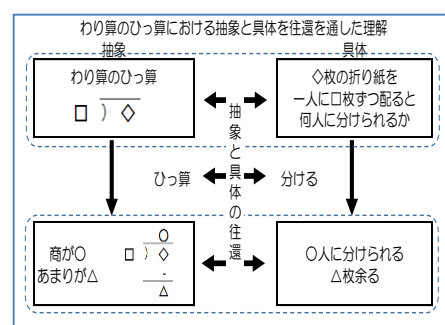 わり算のひっ算における抽象と具体を往還を通した理解
抽象
具体
わり算のひっ算
□ ) ◇
◇枚の折り紙を
一人に□枚ずつ配ると
何人に分けられるか
抽象と具体の往還
ひっ算
分ける
商が〇
あまりが△
〇
□ ) ◇
-
△
〇人に分けられる
△枚余る